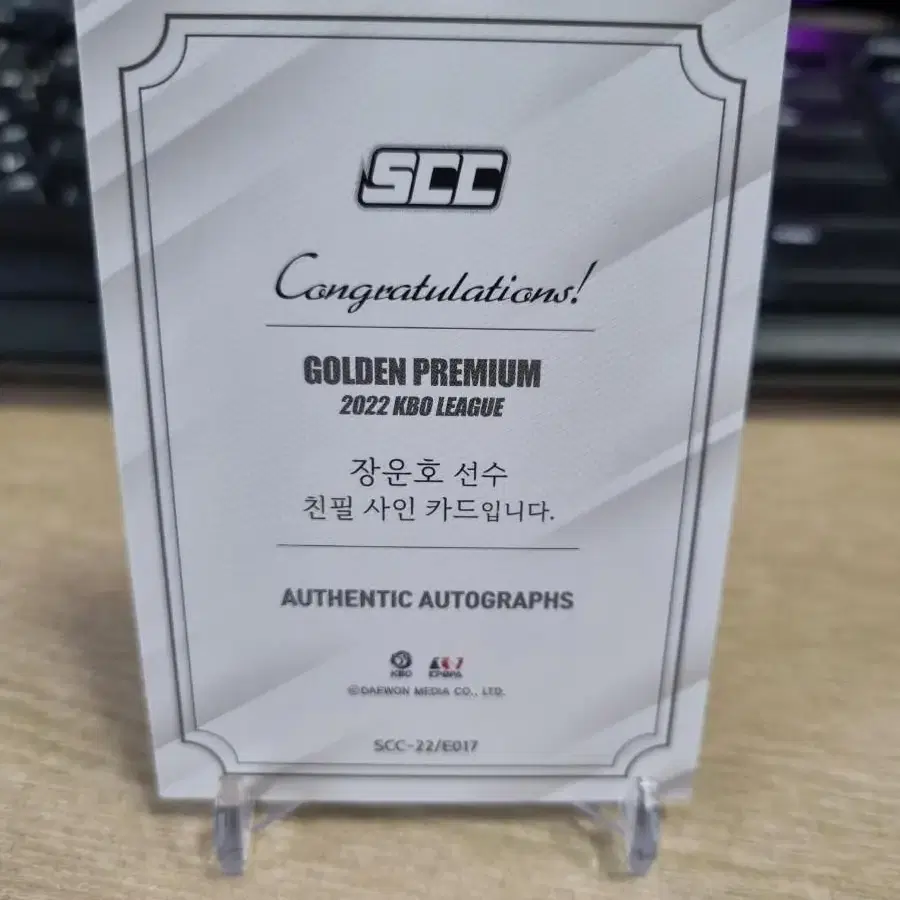 SCC
Congratulations!
GOLDEN PREMIUM
2022 KBO LEAGUE
장운호 선수
친필 사인 카드입니다.
AUTHENTIC AUTOGRAPHS
KBO KPBPA
©DAEWON MEDIA CO., LTD.
SCC-22/E017